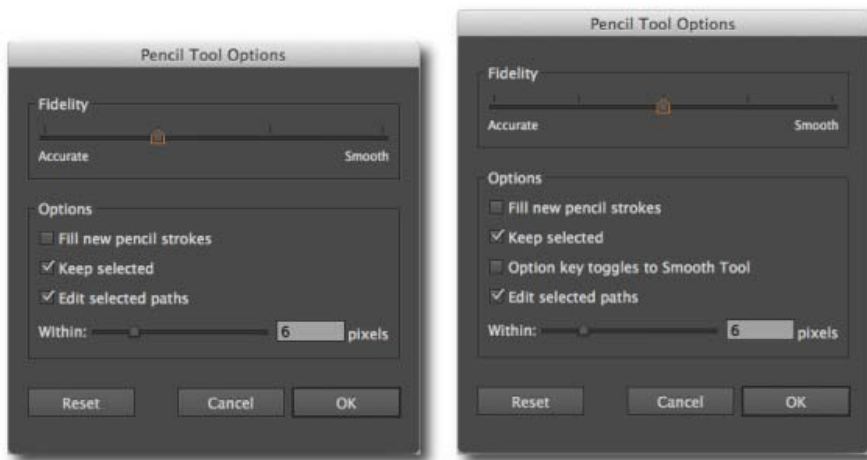 Pencil Tool Options
Fidelity
Accurate Smooth
Options
Fill new pencil strokes
Keep selected
Edit selected paths
Within: 6 pixels
Reset Cancel OK
Pencil Tool Options
Fidelity
Accurate Smooth
Options
Fill new pencil strokes
Keep selected
Option key toggles to Smooth Tool
Edit selected paths
Within: 6 pixels
Reset Cancel OK